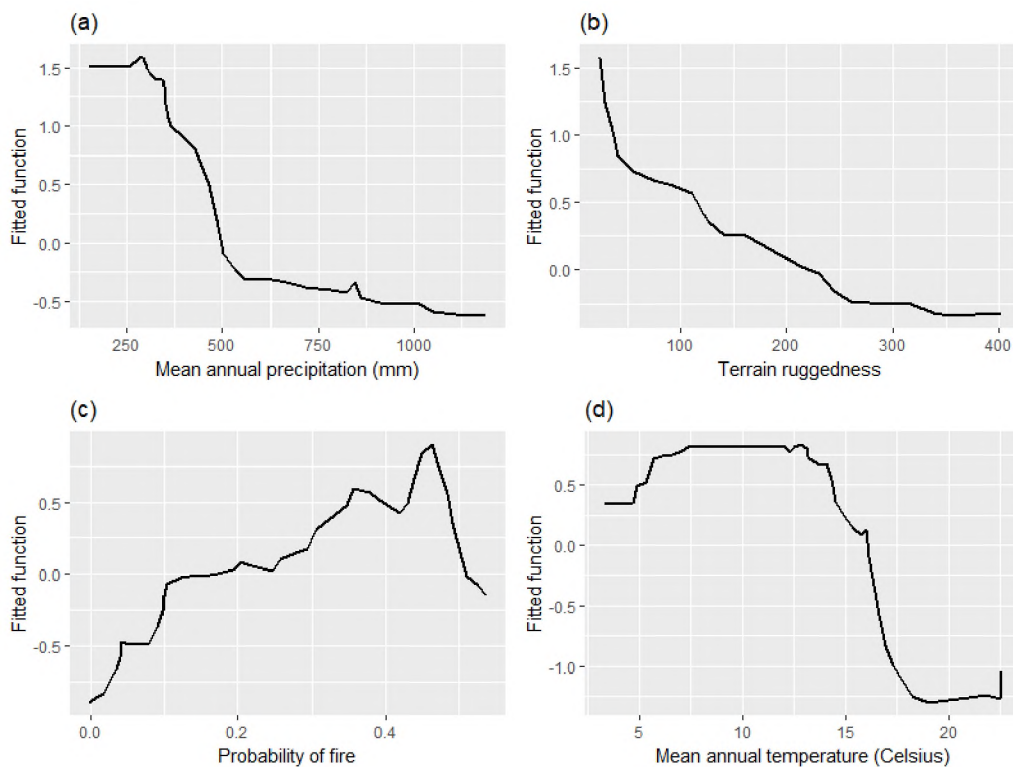 (a)
1.5
1.0
0.5
0.0
-0.5
Fitted function
250 500 750 1000
Mean annual precipitation (mm)
(b)
1.5
1.0
0.5
0.0
Fitted function
100 200 300 400
Terrain ruggedness
(c)
0.5
0.0
-0.5
Fitted function
0.0 0.2 0.4
Probability of fire
(d)
0.5
0.0
-0.5
-1.0
Fitted function
5 10 15 20
Mean annual temperature (Celsius)